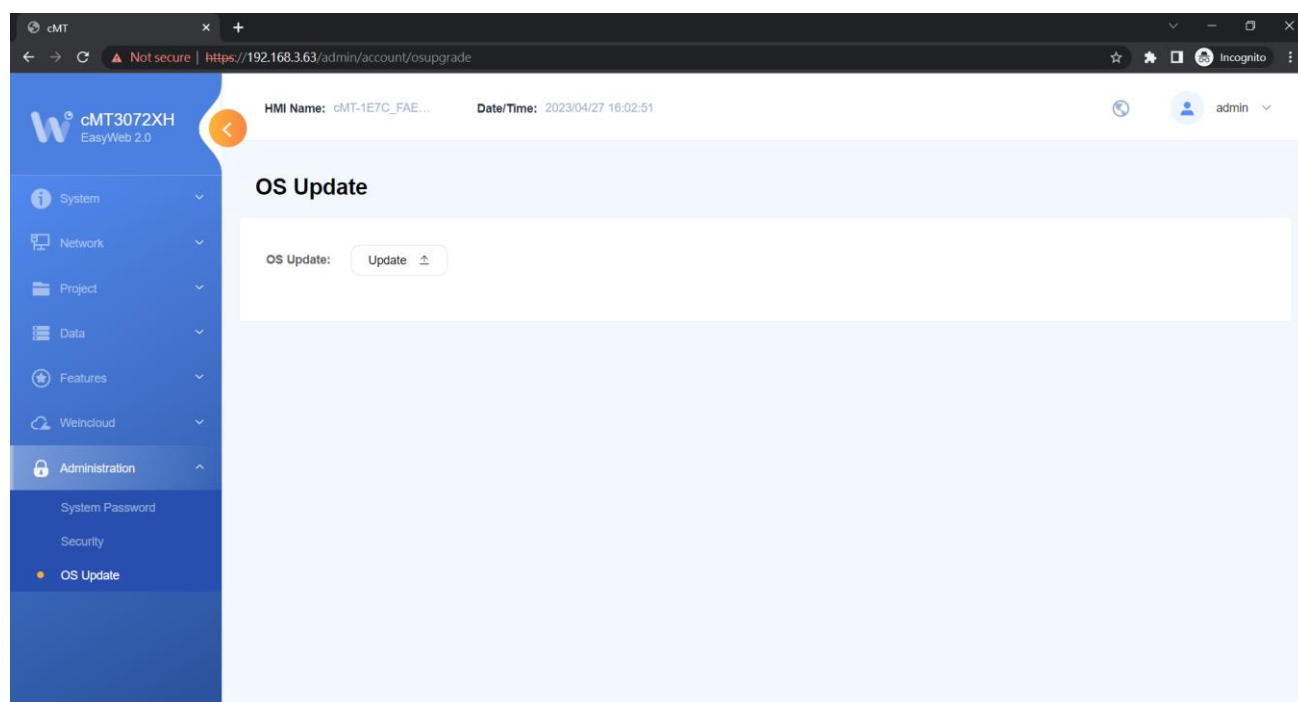 cMT
Not secure | https://192.168.3.63/admin/account/osupgrade
Incognito
cMT3072XH
EasyWeb 2.0
HMI Name: cMT-1E7C_FAE... Date/Time: 2023/04/27 16:02:51
admin
System
Network
Project
Data
Features
Weincloud
Administration
System Password
Security
OS Update
OS Update
OS Update: Update